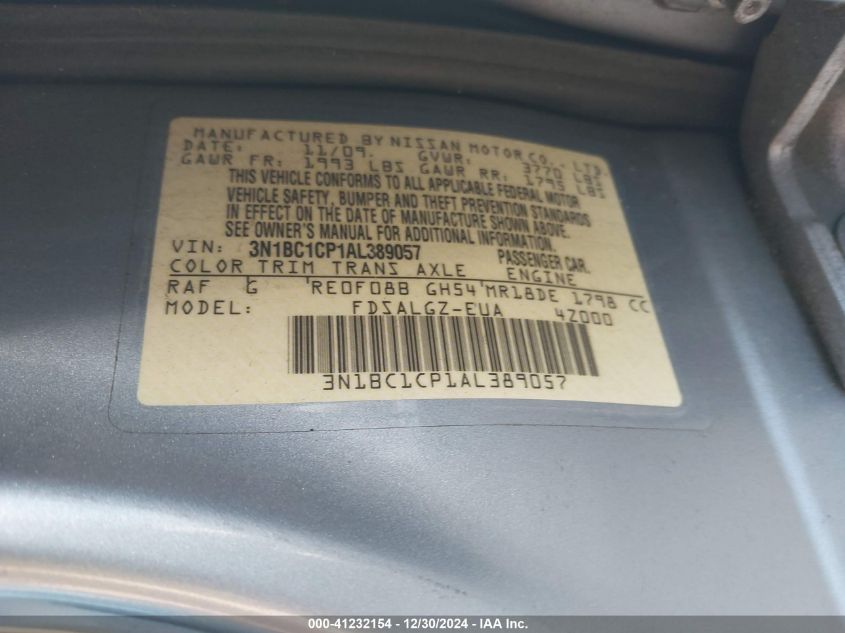 MANUFACTURED BY NISSAN MOTOR CO., LTD.
DATE: 11/09. GVWR: 3770 LBS
GAWR FR: 1993 LBS GAWR RR: 1795 LBS
THIS VEHICLE CONFORMS TO ALL APPLICABLE FEDERAL MOTOR
VEHICLE SAFETY, BUMPER AND THEFT PREVENTION STANDARDS
IN EFFECT ON THE DATE OF MANUFACTURE SHOWN ABOVE.
SEE OWNER'S MANUAL FOR ADDITIONAL INFORMATION.
VIN: 3N1BC1CP1AL389057 PASSENGER CAR.
COLOR TRIM TRANS AXLE ENGINE
RAF G 'RE0F08B GH54'MR18DE 1798 CC
MODEL: FDSALGZ-EUA 4Z000
3N1BC1CP1AL389057
000-41232154 - 12/30/2024 - IAA Inc.